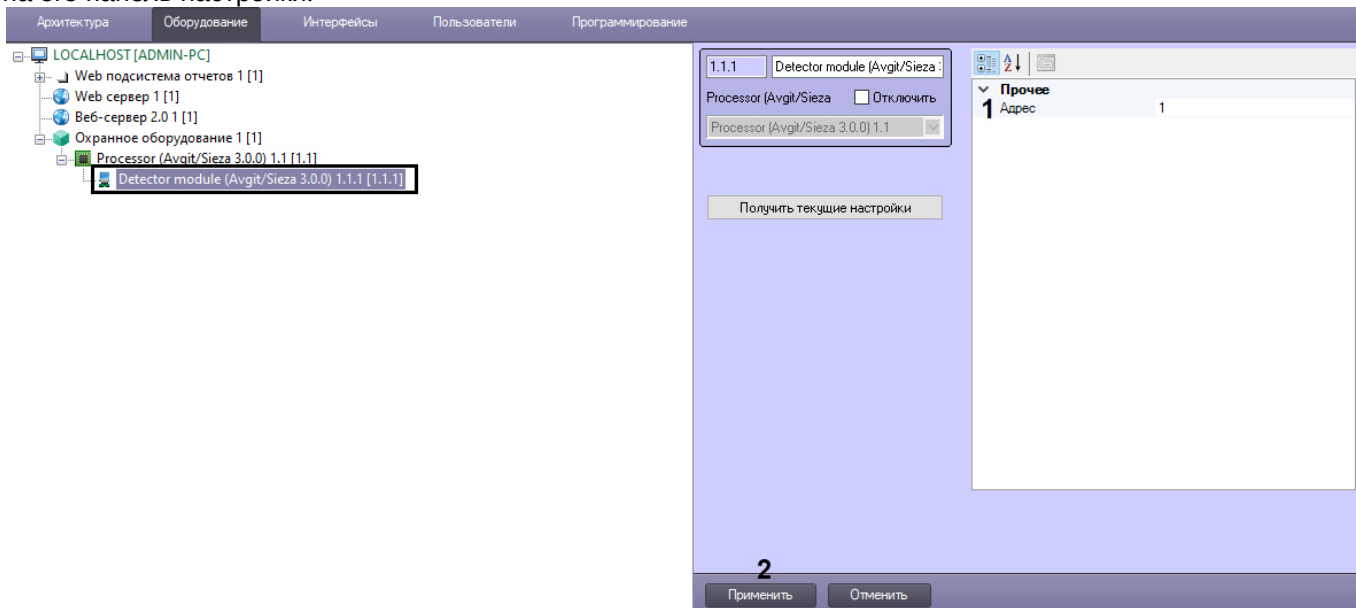 на его панель настройки.
Архитектура Оборудование Интерфейсы Пользователи Программирование
LOCALHOST [ADMIN-PC]
Web подсистема отчетов 1 [1]
Web сервер 1 [1]
Веб-сервер 2.0 1 [1]
Охранное оборудование 1 [1]
Processor (Avgit/Sieza 3.0.0) 1.1 [1.1]
Detector module (Avgit/Sieza 3.0.0) 1.1.1 [1.1.1]
1.1.1 Detector module (Avgit/Sieza :
Processor (Avgit/Sieza Отключить
Processor (Avgit/Sieza 3.0.0) 1.1
Получить текущие настройки
Прочее
1 Адрес 1
2
Применить Отменить